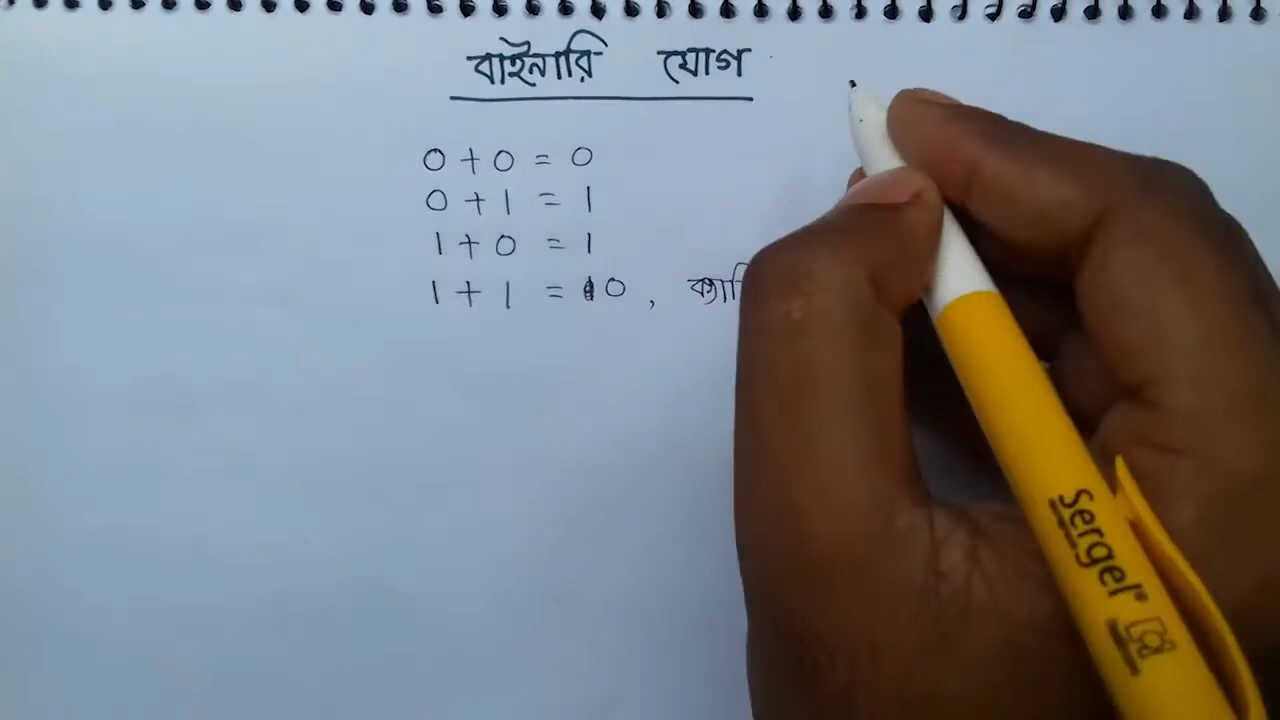 বাইনারি যোগ
0 + 0 = 0
0 + 1 = 1
1 + 0 = 1
1 + 1 = 10 ,
Sergel®